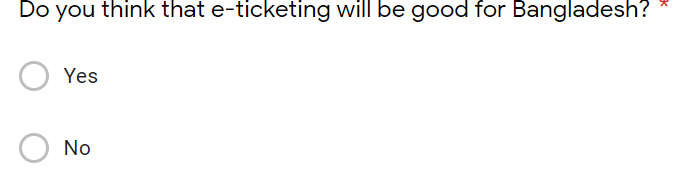 Do you think that e-ticketing will be good for Bangladesh? *
Yes
No